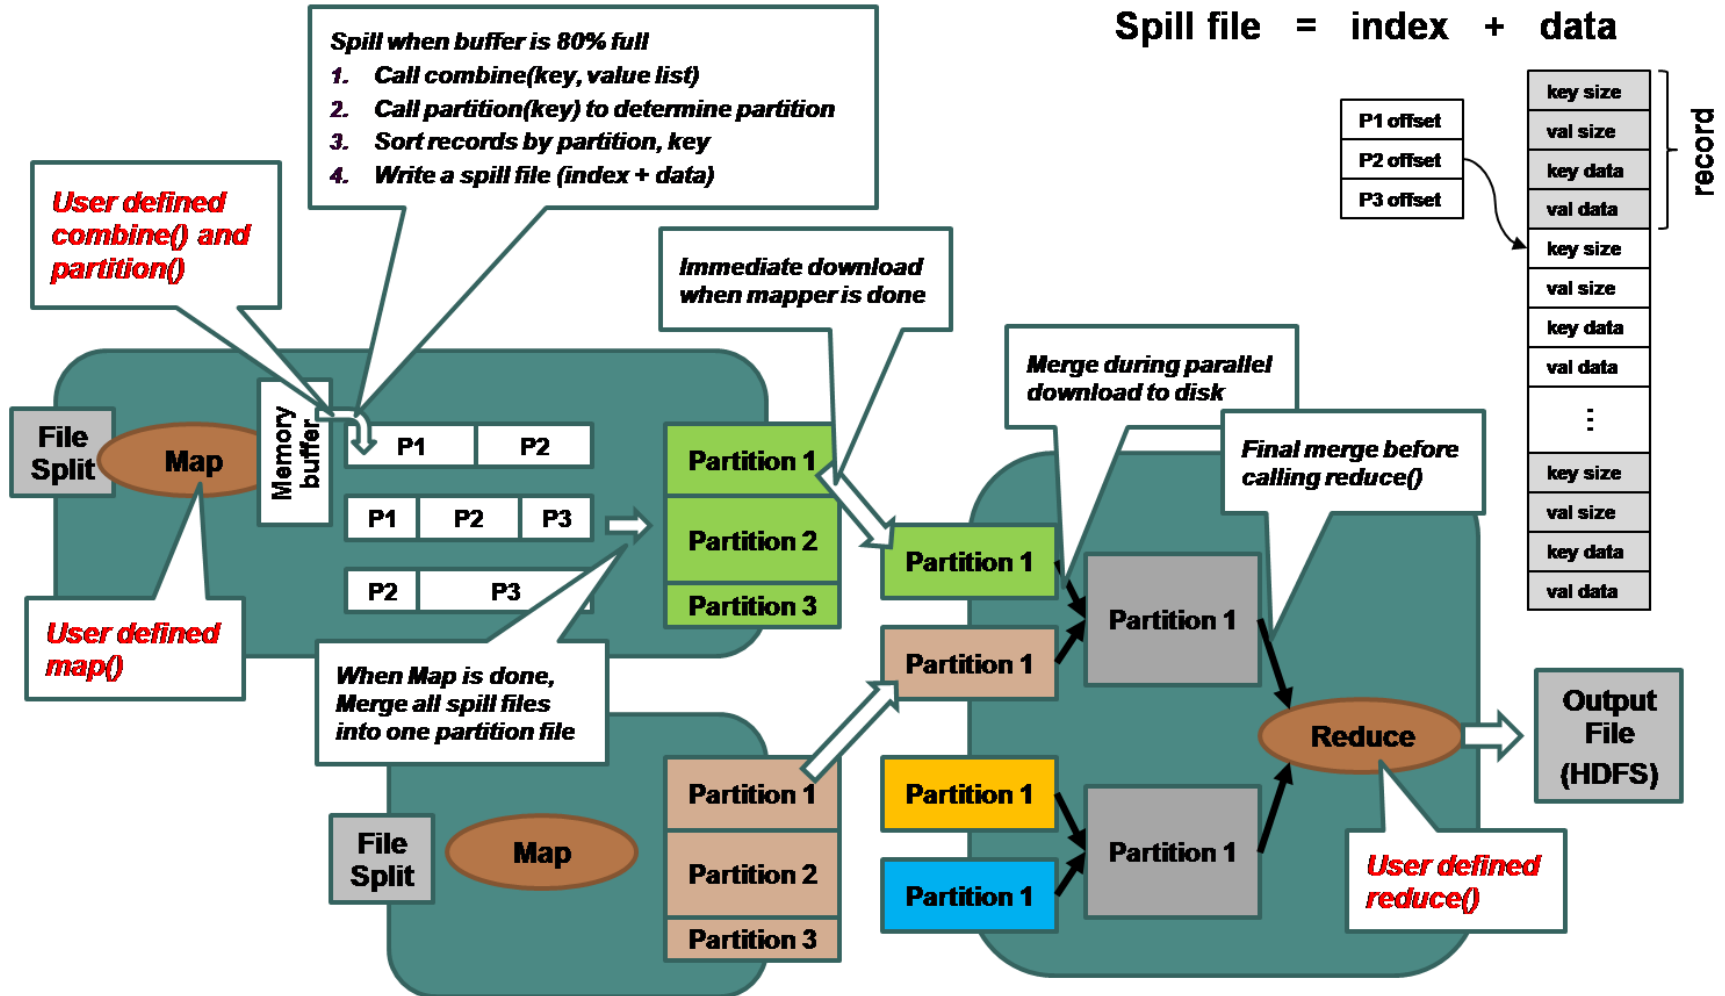 Spill file = index + data
Spill when buffer is 80% full
1. Call combine(key, value list)
2. Call partition(key) to determine partition
3. Sort records by partition, key
4. Write a spill file (index + data)
User defined
combine() and
partition()
Immediate download
when mapper is done
P1 offset
P2 offset
P3 offset
key size
val size
key data
val data
key size
val size
key data
val data
⋮
key size
val size
key data
val data
record
File
Split
Map
Memory
buffer
P1 P2
P1 P2 P3
P2 P3
Partition 1
Partition 2
Partition 3
User defined
map()
When Map is done,
Merge all spill files
into one partition file
Merge during parallel
download to disk
Final merge before
calling reduce()
Partition 1
Partition 1
Partition 1
Partition 1
Partition 1
Partition 1
Reduce
Output
File
(HDFS)
User defined
reduce()
File
Split
Map
Partition 1
Partition 2
Partition 3